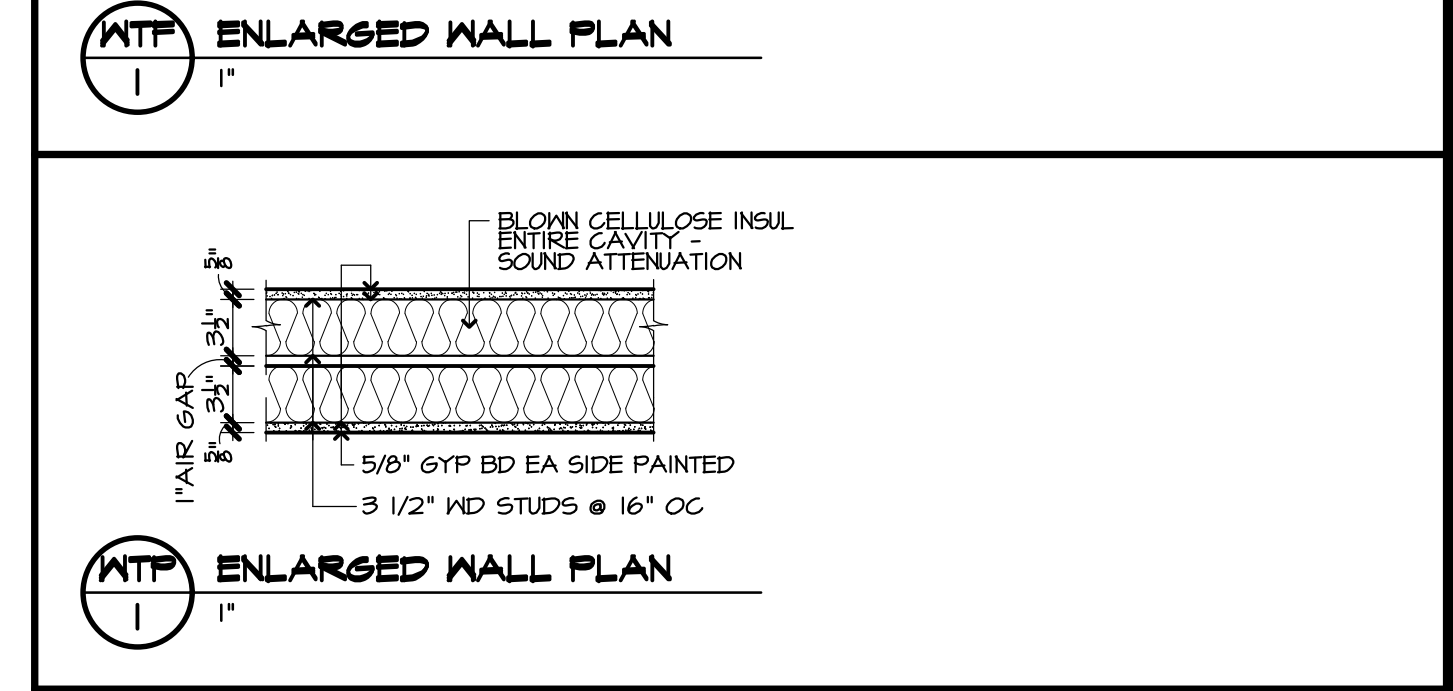 WTF
1
ENLARGED WALL PLAN
1"
BLOWN CELLULOSE INSUL
ENTIRE CAVITY -
SOUND ATTENUATION
5/8"
3 1/2"
1" AIR GAP
3 1/2"
5/8"
5/8" GYP BD EA SIDE PAINTED
3 1/2" WD STUDS @ 16" OC
WTP
1
ENLARGED WALL PLAN
1"